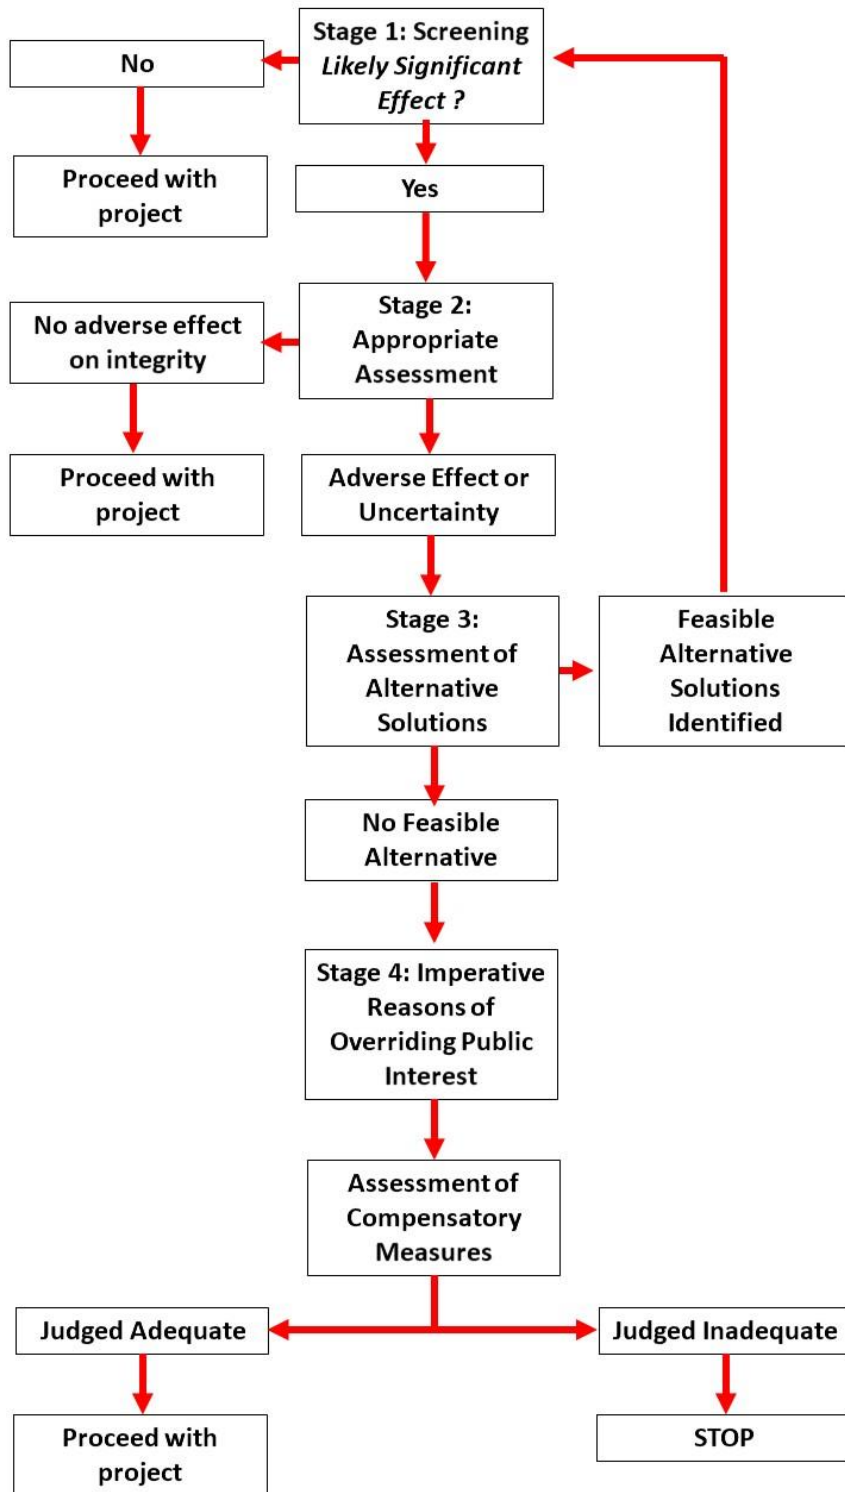 Stage 1: Screening
Likely Significant
Effect ?
No
Proceed with
project
Yes
Stage 2:
Appropriate
Assessment
No adverse effect
on integrity
Proceed with
project
Adverse Effect or
Uncertainty
Stage 3:
Assessment of
Alternative
Solutions
Feasible
Alternative
Solutions
Identified
No Feasible
Alternative
Stage 4: Imperative
Reasons of
Overriding Public
Interest
Assessment of
Compensatory
Measures
Judged Adequate
Judged Inadequate
Proceed with
project
STOP